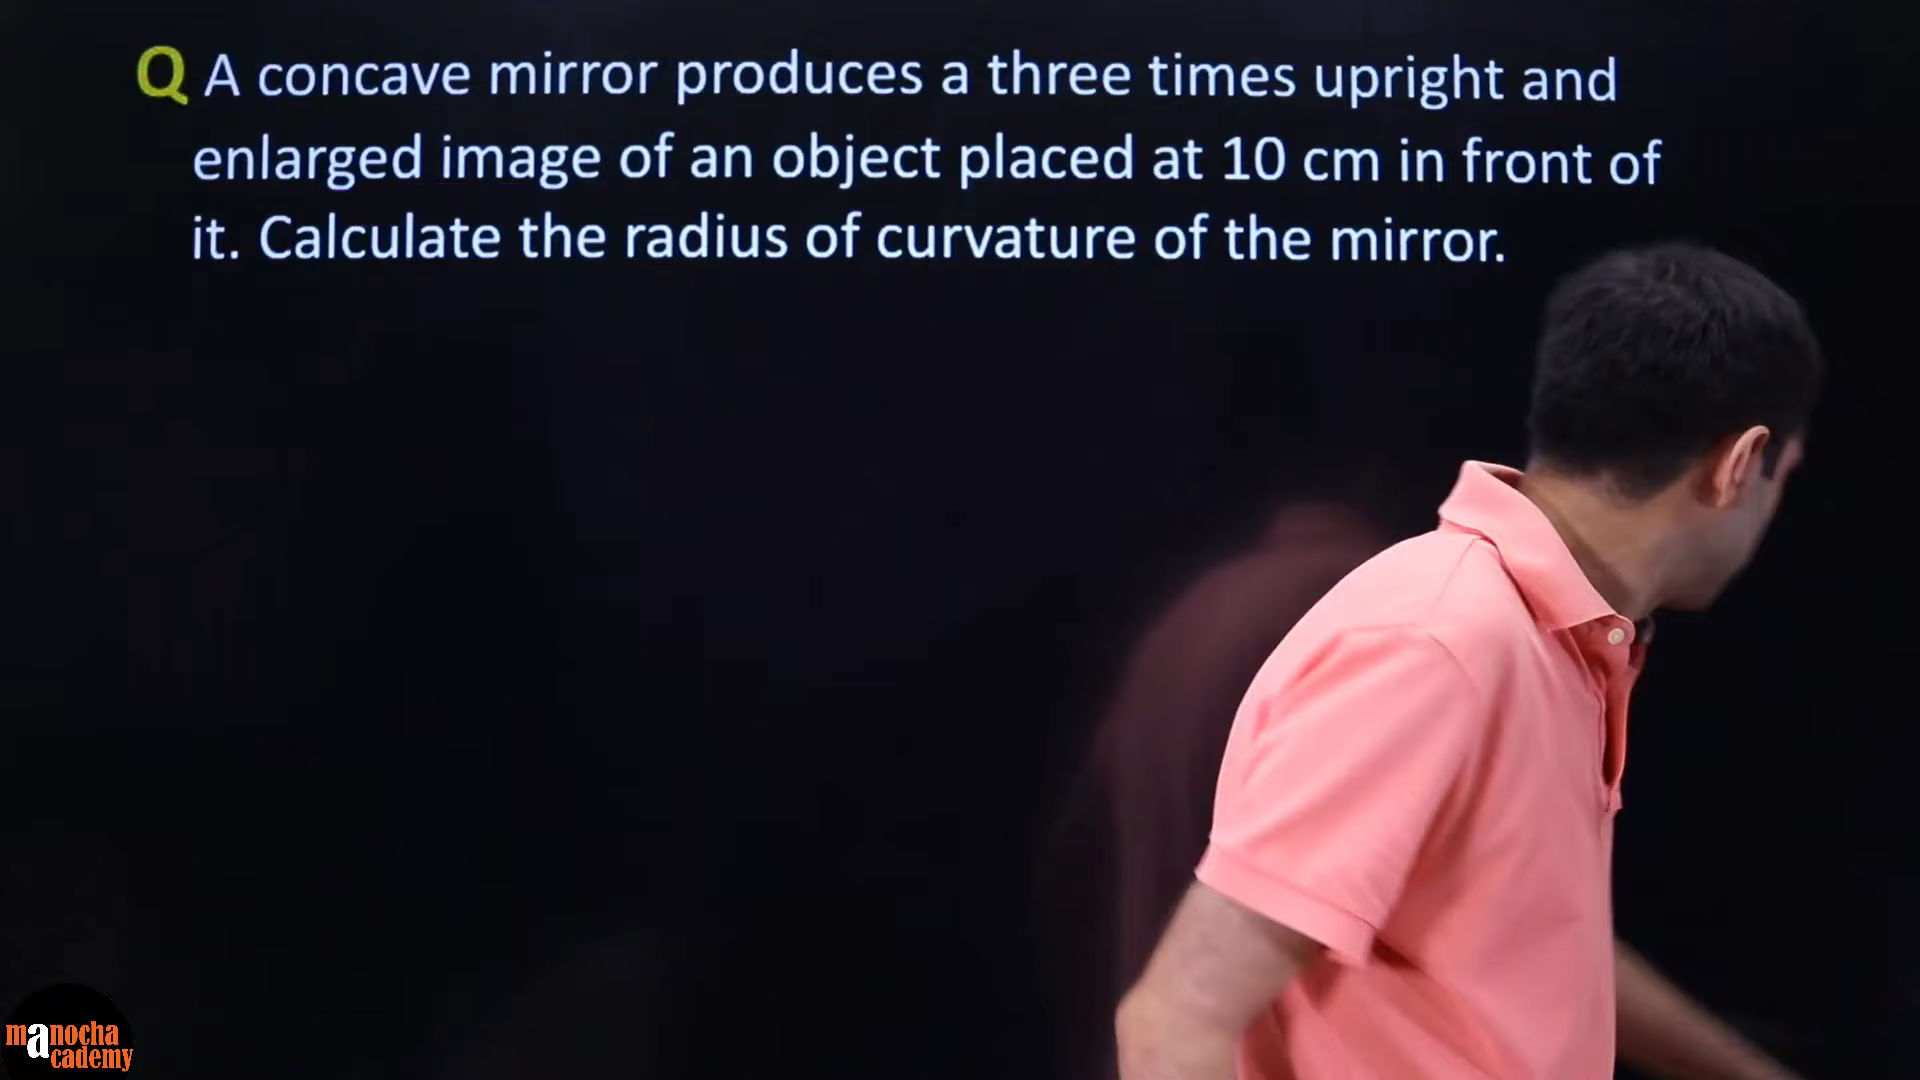 Q A concave mirror produces a three times upright and
enlarged image of an object placed at 10 cm in front of
it. Calculate the radius of curvature of the mirror.
manocha
academy